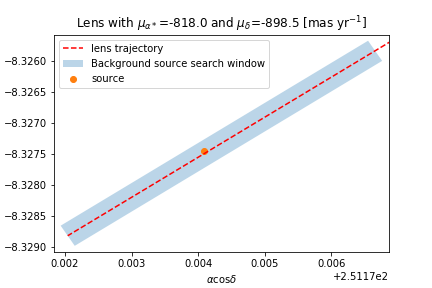 Lens with μα*=-818.0 and μδ=-898.5 [mas yr⁻¹]
lens trajectory
Background source search window
source
-8.3260
-8.3265
-8.3270
-8.3275
-8.3280
-8.3285
-8.3290
0.002 0.003 0.004 0.005 0.006
+2.5117e2
αcosδ